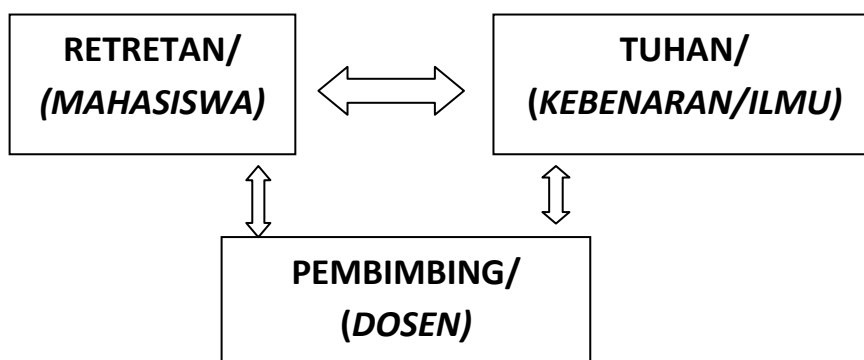 RETRETAN/
(MAHASISWA)
TUHAN/
(KEBENARAN/ILMU)
PEMBIMBING/
(DOSEN)